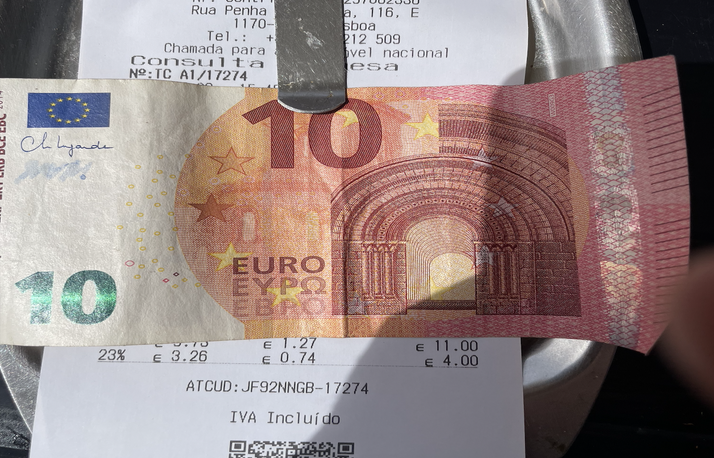 Rua Penha
, 116, E
1170-
sboa
Tel.: +
212 509
Chamada para
vel nacional
Consulta
esa
Nº:TC A1/17274
10
10
EURO
ΕΥΡΩ
ЕВРО
€ 1.27
€ 11.00
23%
€ 3.26
€ 0.74
€ 4.00
ATCUD:JF92NNGB-17274
IVA Incluído